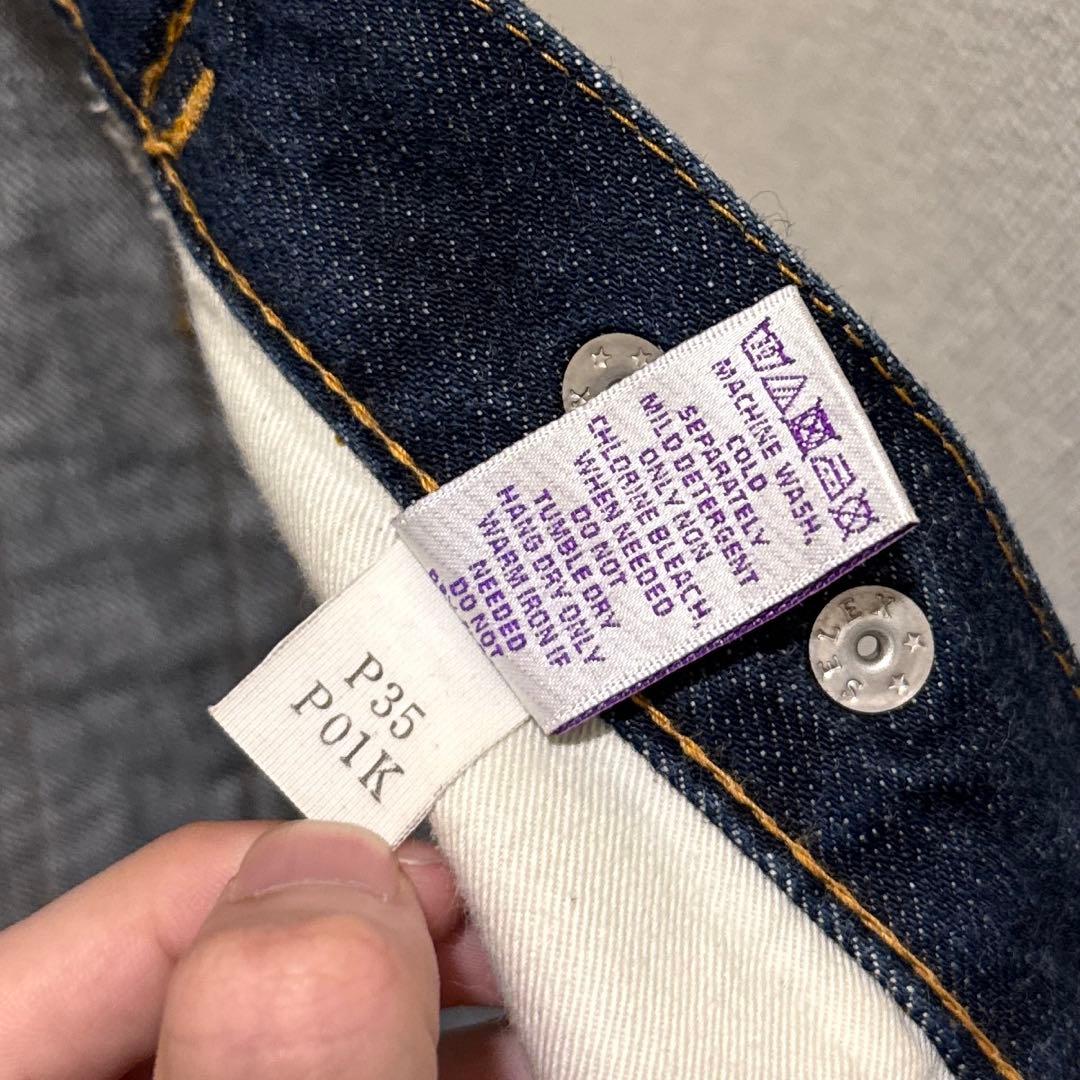 MACHINE WASH,
COLD
SEPARATELY
MILD DETERGENT
ONLY NON
CHLORINE BLEACH,
WHEN NEEDED
DO NOT
TUMBLE DRY
HANG DRY ONLY
WARM IRON IF
NEEDED
DO NOT
P35
P01K
SELEX